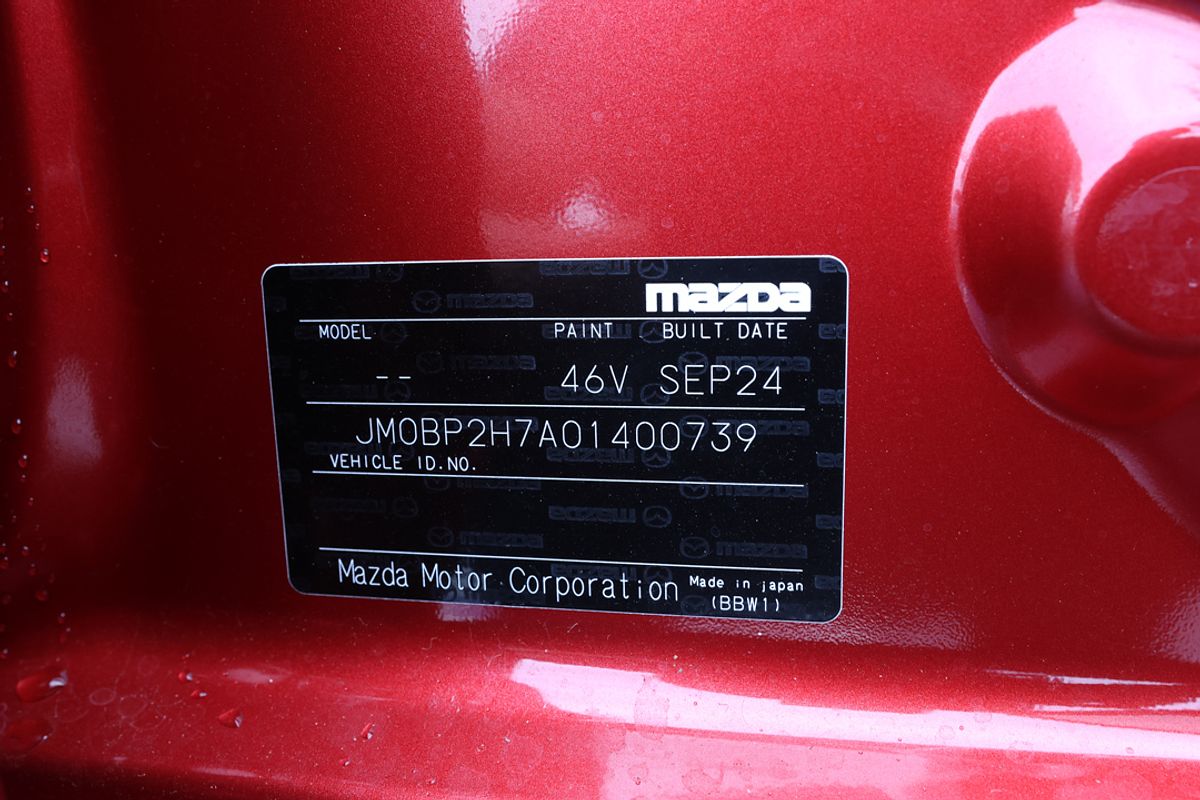 mazda
MODEL PAINT BUILT DATE
-- 46V SEP24
JM0BP2H7A01400739
VEHICLE ID.NO.
Mazda Motor Corporation Made in japan
(BBW1)